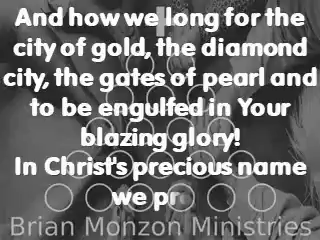 And how we long for the
city of gold, the diamond
city, the gates of pearl and
to be engulfed in Your
blazing glory!
In Christ's precious name
we pr
Brian Monzon Ministries